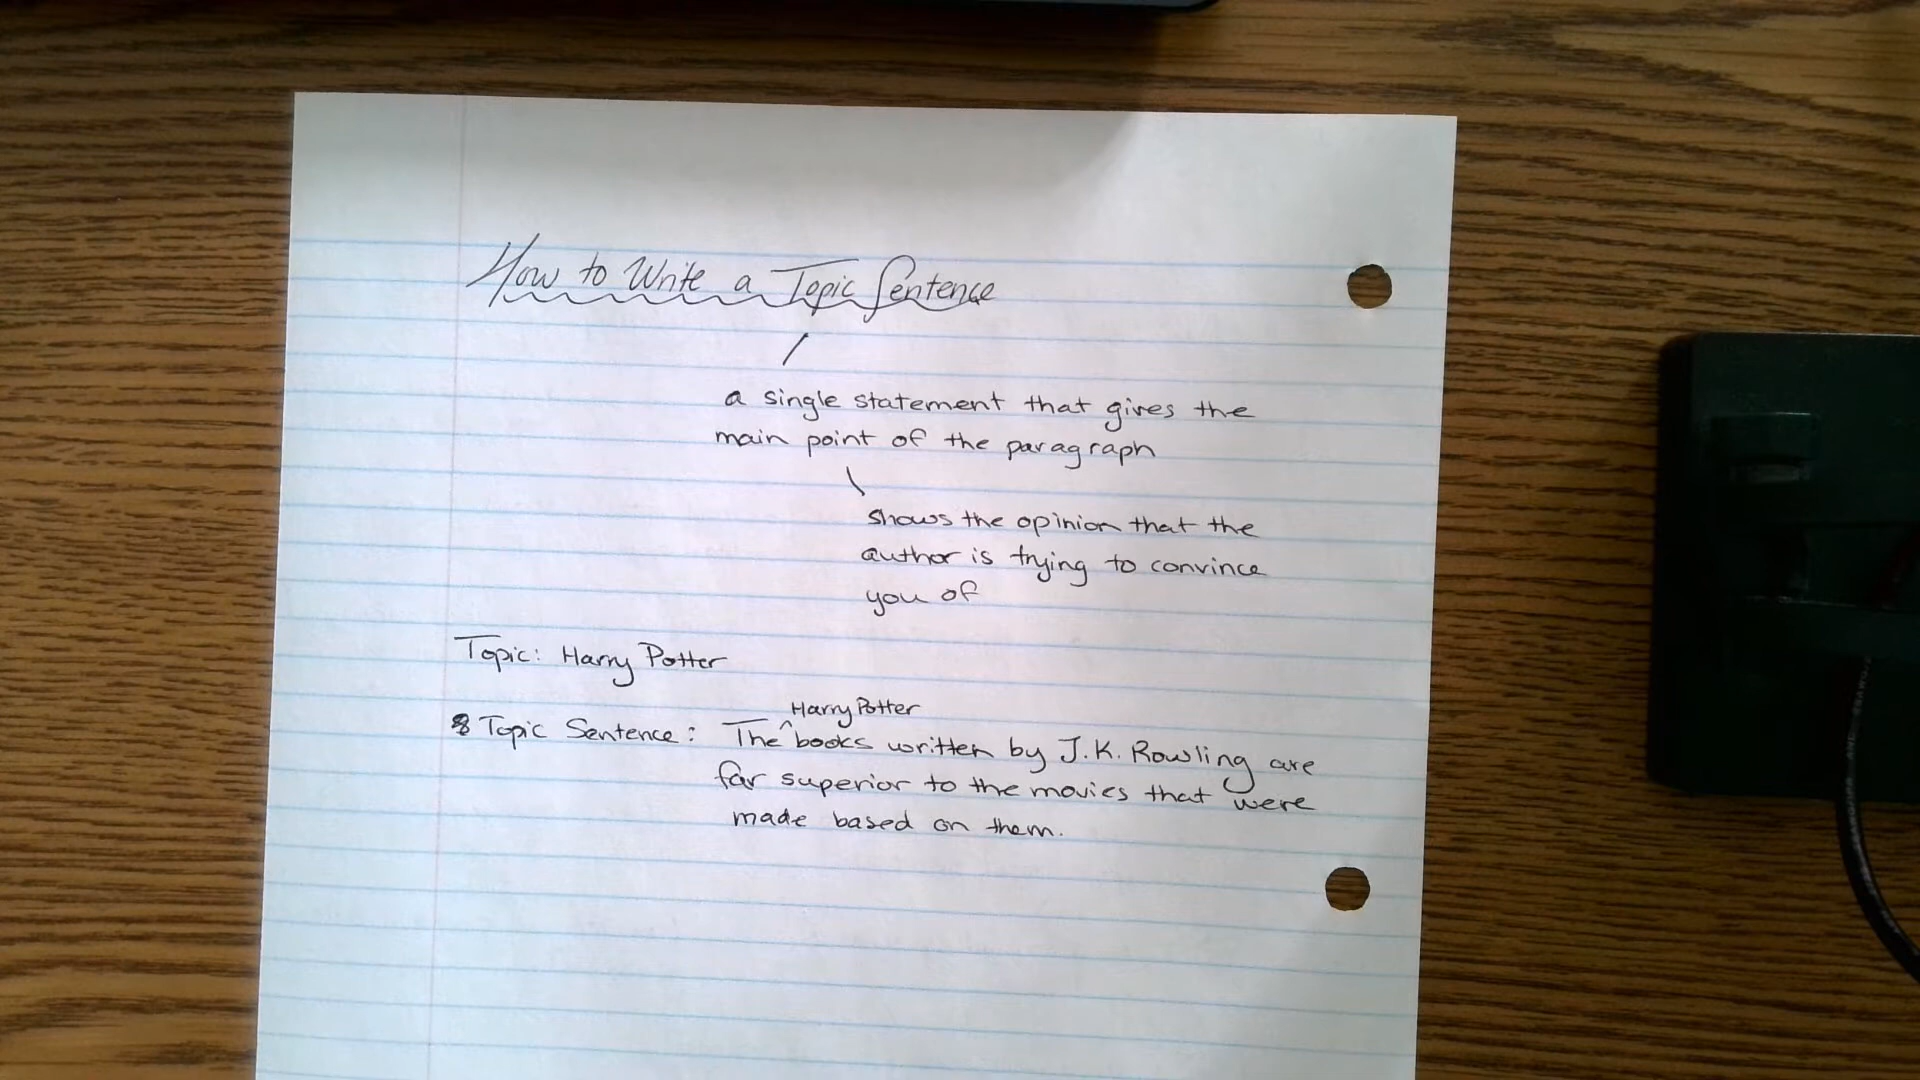 How to Write a Topic Sentence
a single statement that gives the
main point of the paragraph
shows the opinion that the
author is trying to convince
you of
Topic: Harry Potter
Harry Potter
Topic Sentence: The ^ books written by J.K. Rowling are
far superior to the movies that were
made based on them.